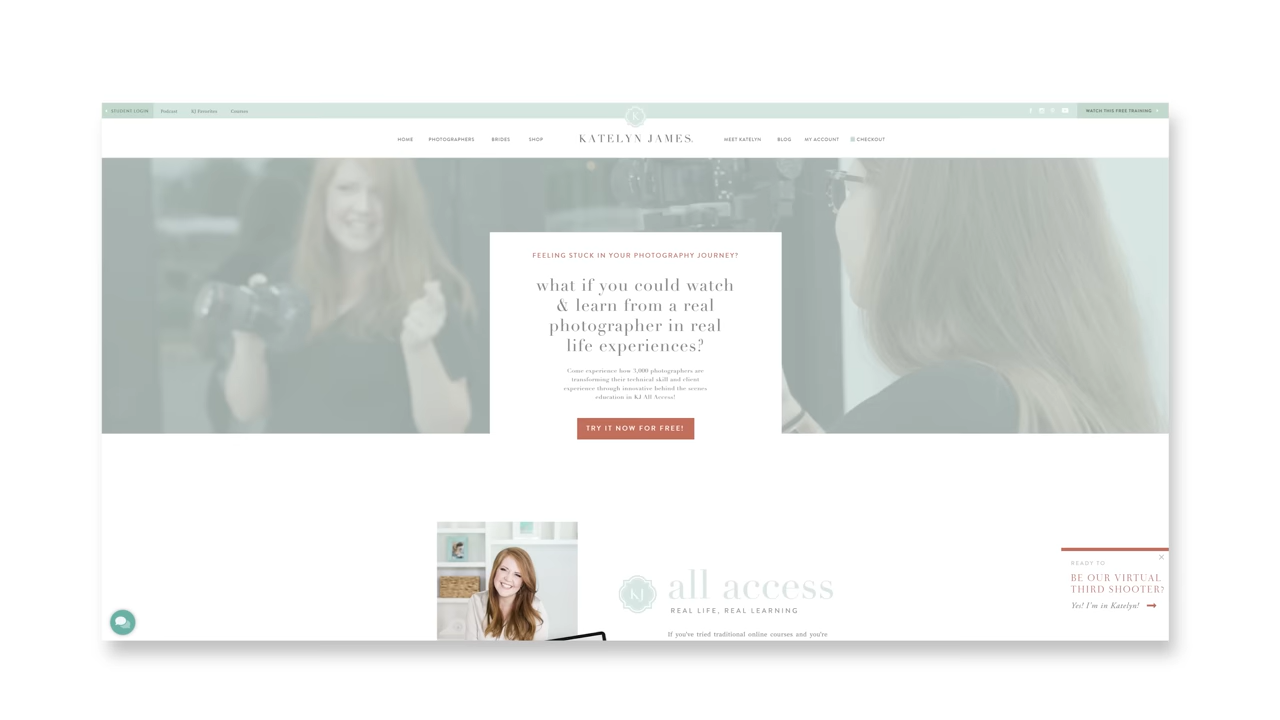 STUDENT LOGIN Podcast KJ Favorites Contact WATCH THIS FREE TRAINING
K
HOME PHOTOGRAPHERS BRIDES SHOP KATELYN JAMES. MEET KATELYN BLOG MY ACCOUNT CHECKOUT
FEELING STUCK IN YOUR PHOTOGRAPHY JOURNEY?
what if you could watch
& learn from a real
photographer in real
life experiences?
Come experience how 3,000 photographers are
transforming their technical skill and client
experience through innovative behind the scenes
education in KJ All Access!
TRY IT NOW FOR FREE!
KJ all access
REAL LIFE, REAL LEARNING
If you've tried traditional online courses and you're
READY TO
BE OUR VIRTUAL
THIRD SHOOTER?
Yes! I'm in Katelyn!